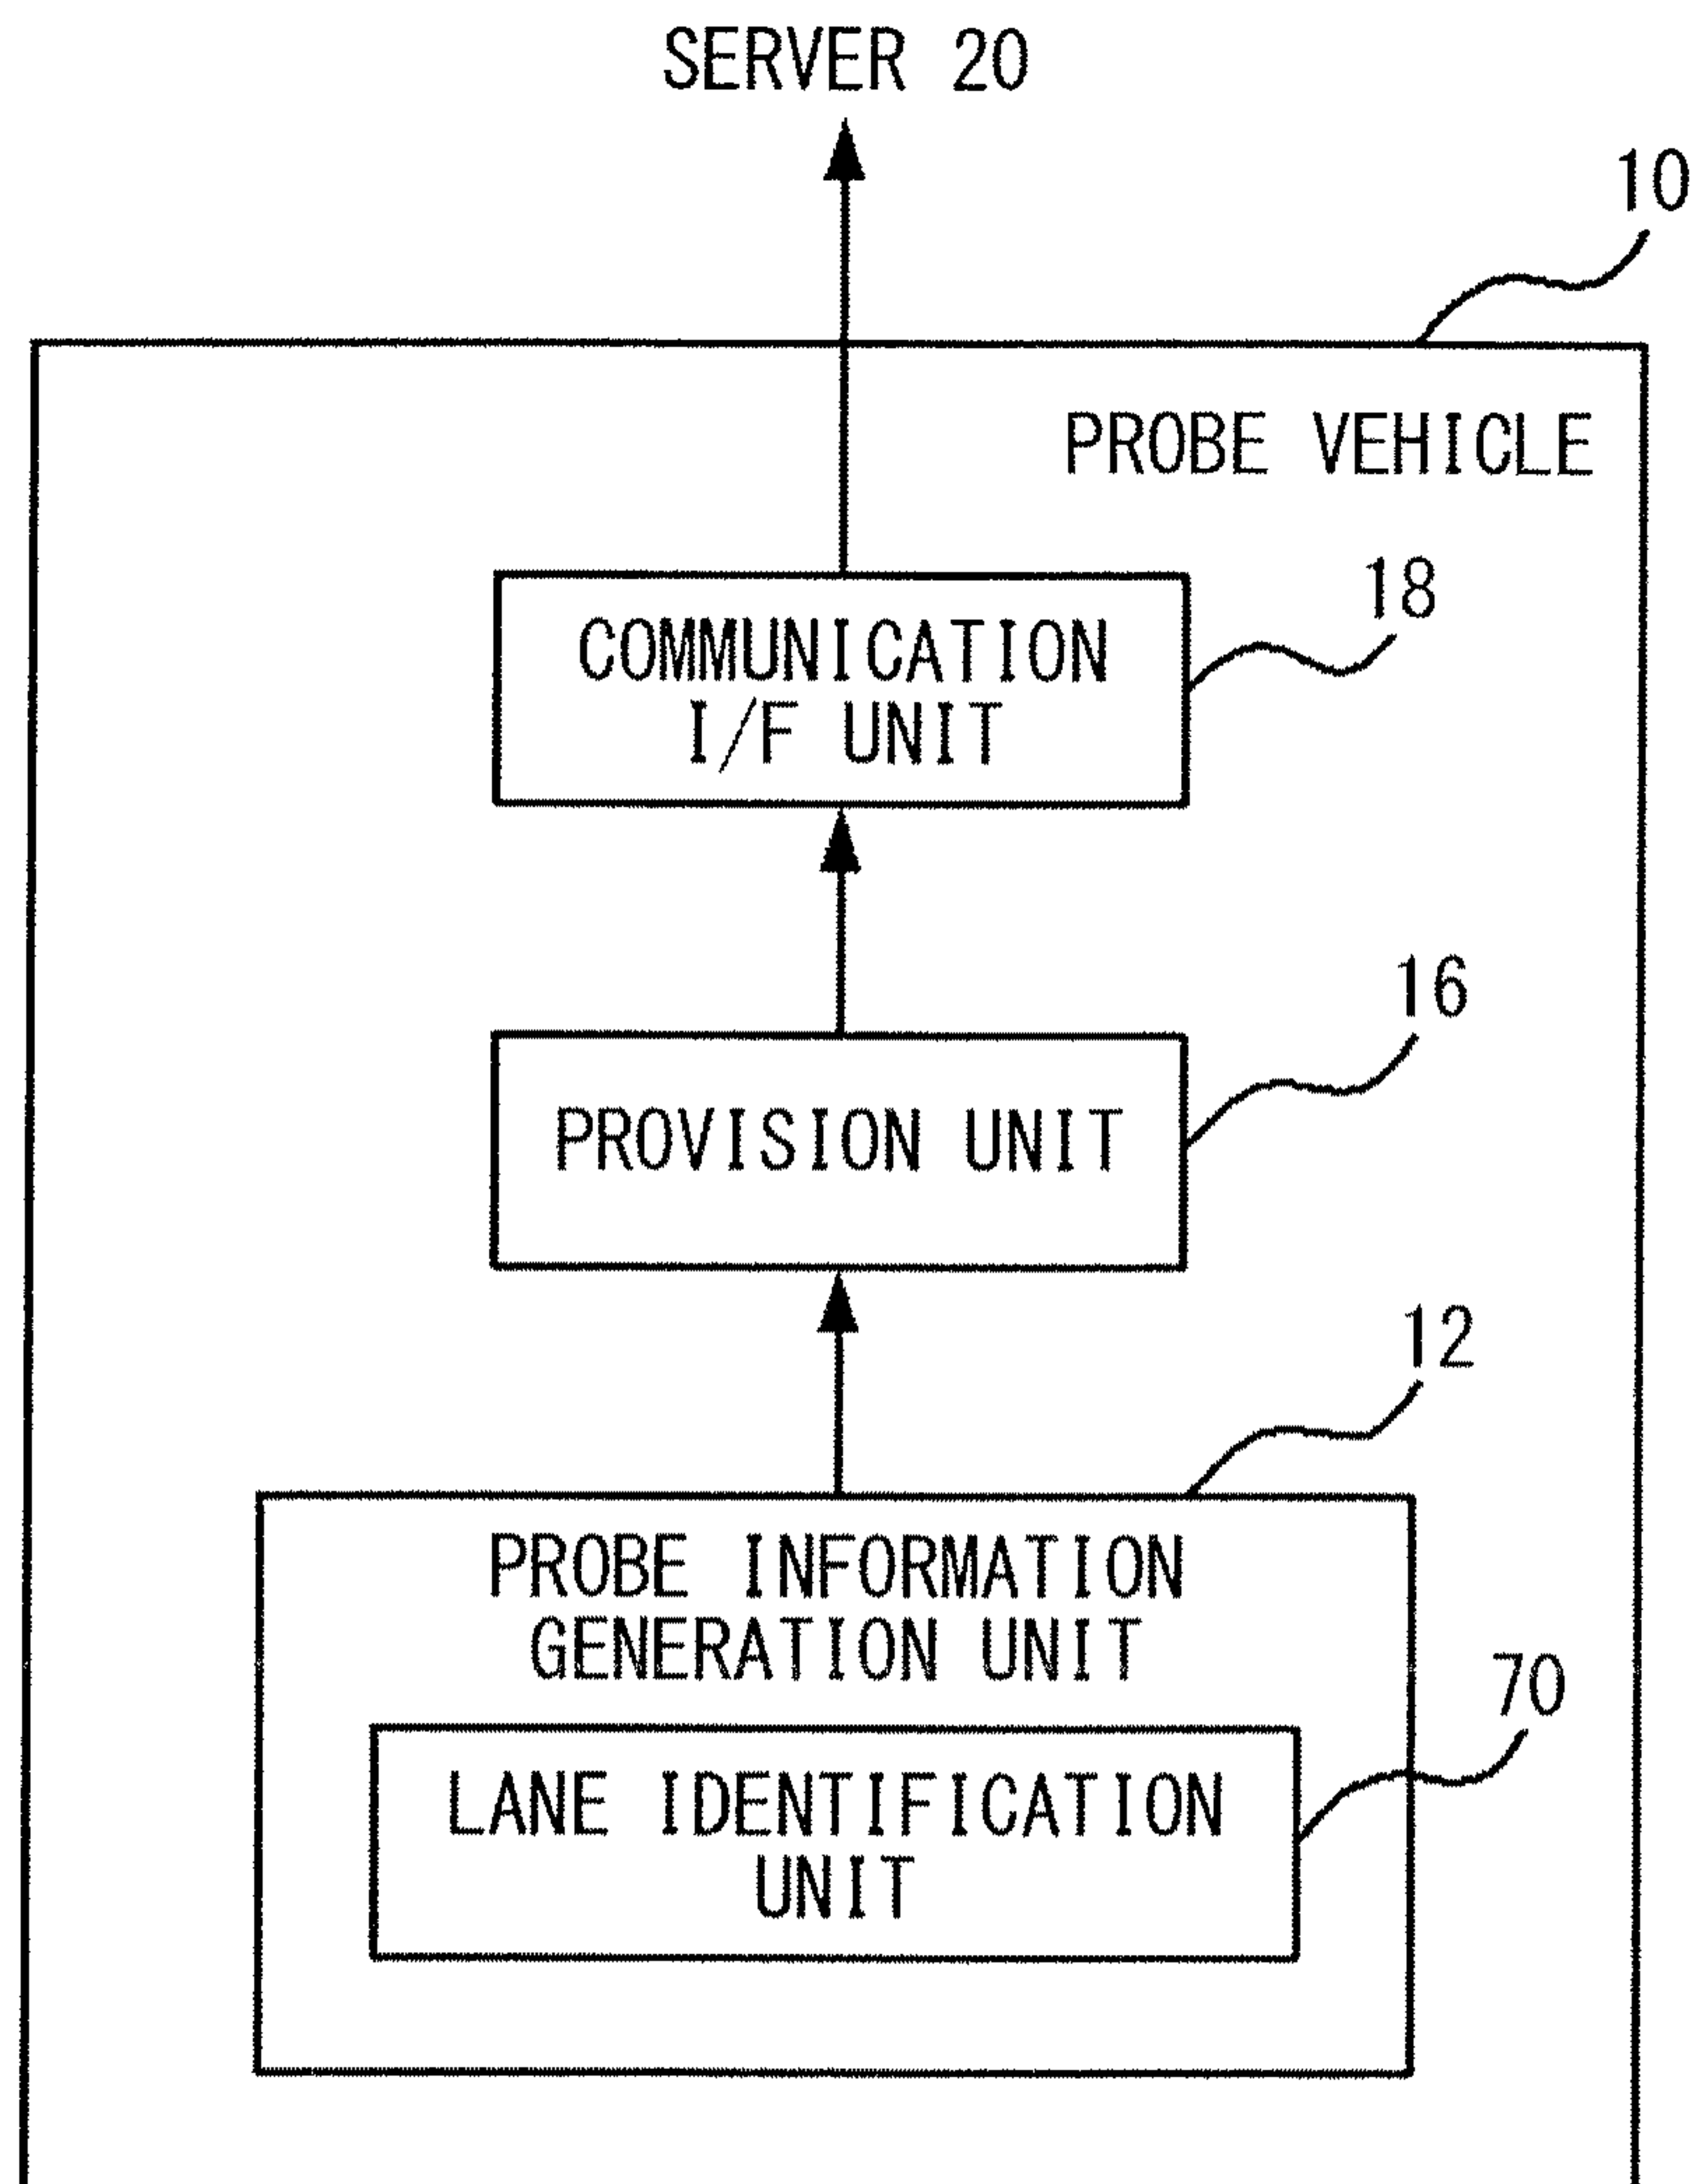 SERVER 20
10
PROBE VEHICLE
18
COMMUNICATION
I/F UNIT
16
PROVISION UNIT
12
PROBE INFORMATION
GENERATION UNIT
70
LANE IDENTIFICATION
UNIT